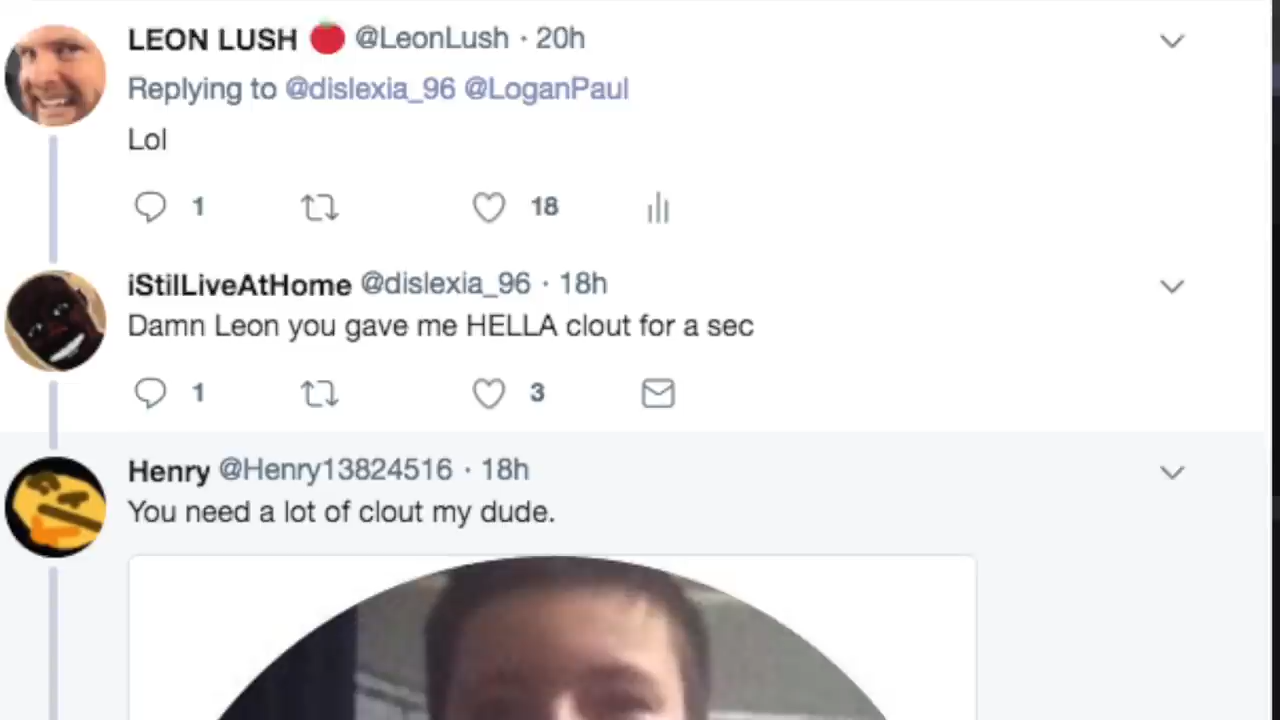 LEON LUSH 🍅 @LeonLush · 20h
Replying to @dislexia_96 @LoganPaul
Lol
1 18
iStilLiveAtHome @dislexia_96 · 18h
Damn Leon you gave me HELLA clout for a sec
1 3
Henry @Henry13824516 · 18h
You need a lot of clout my dude.